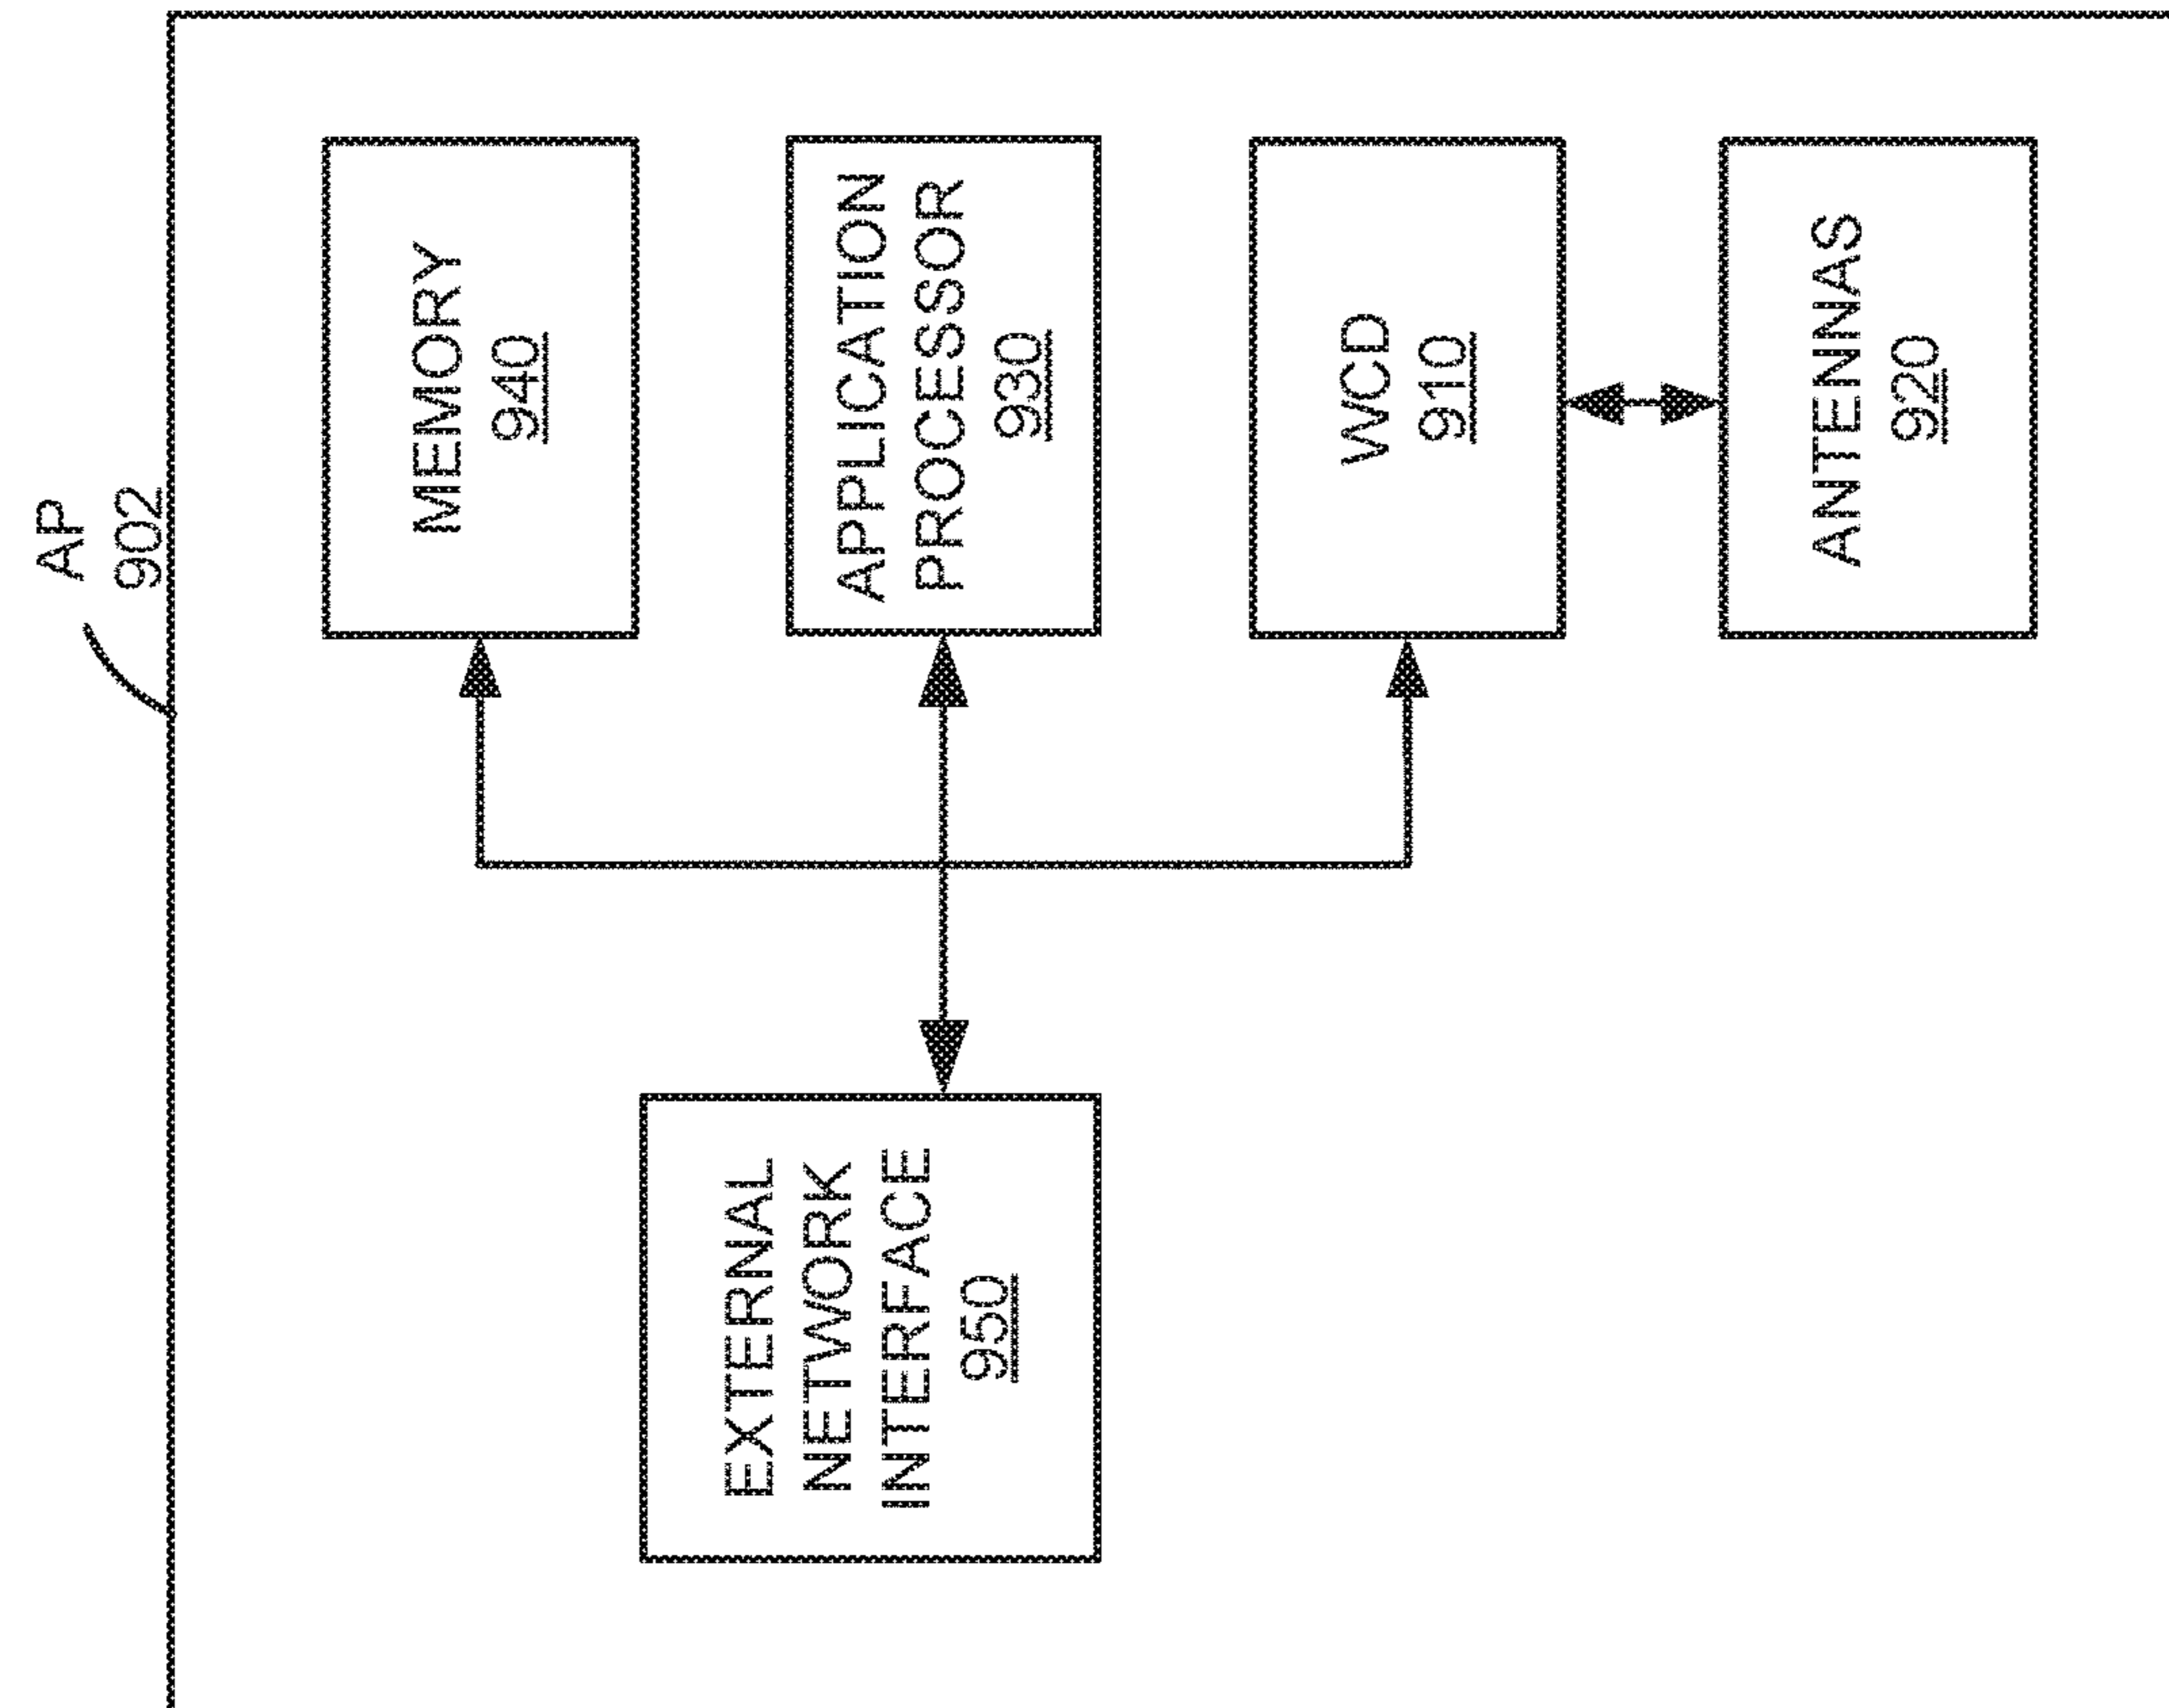 AP
902
MEMORY
940
APPLICATION
PROCESSOR
930
WCD
910
ANTENNAS
920
EXTERNAL
NETWORK
INTERFACE
950